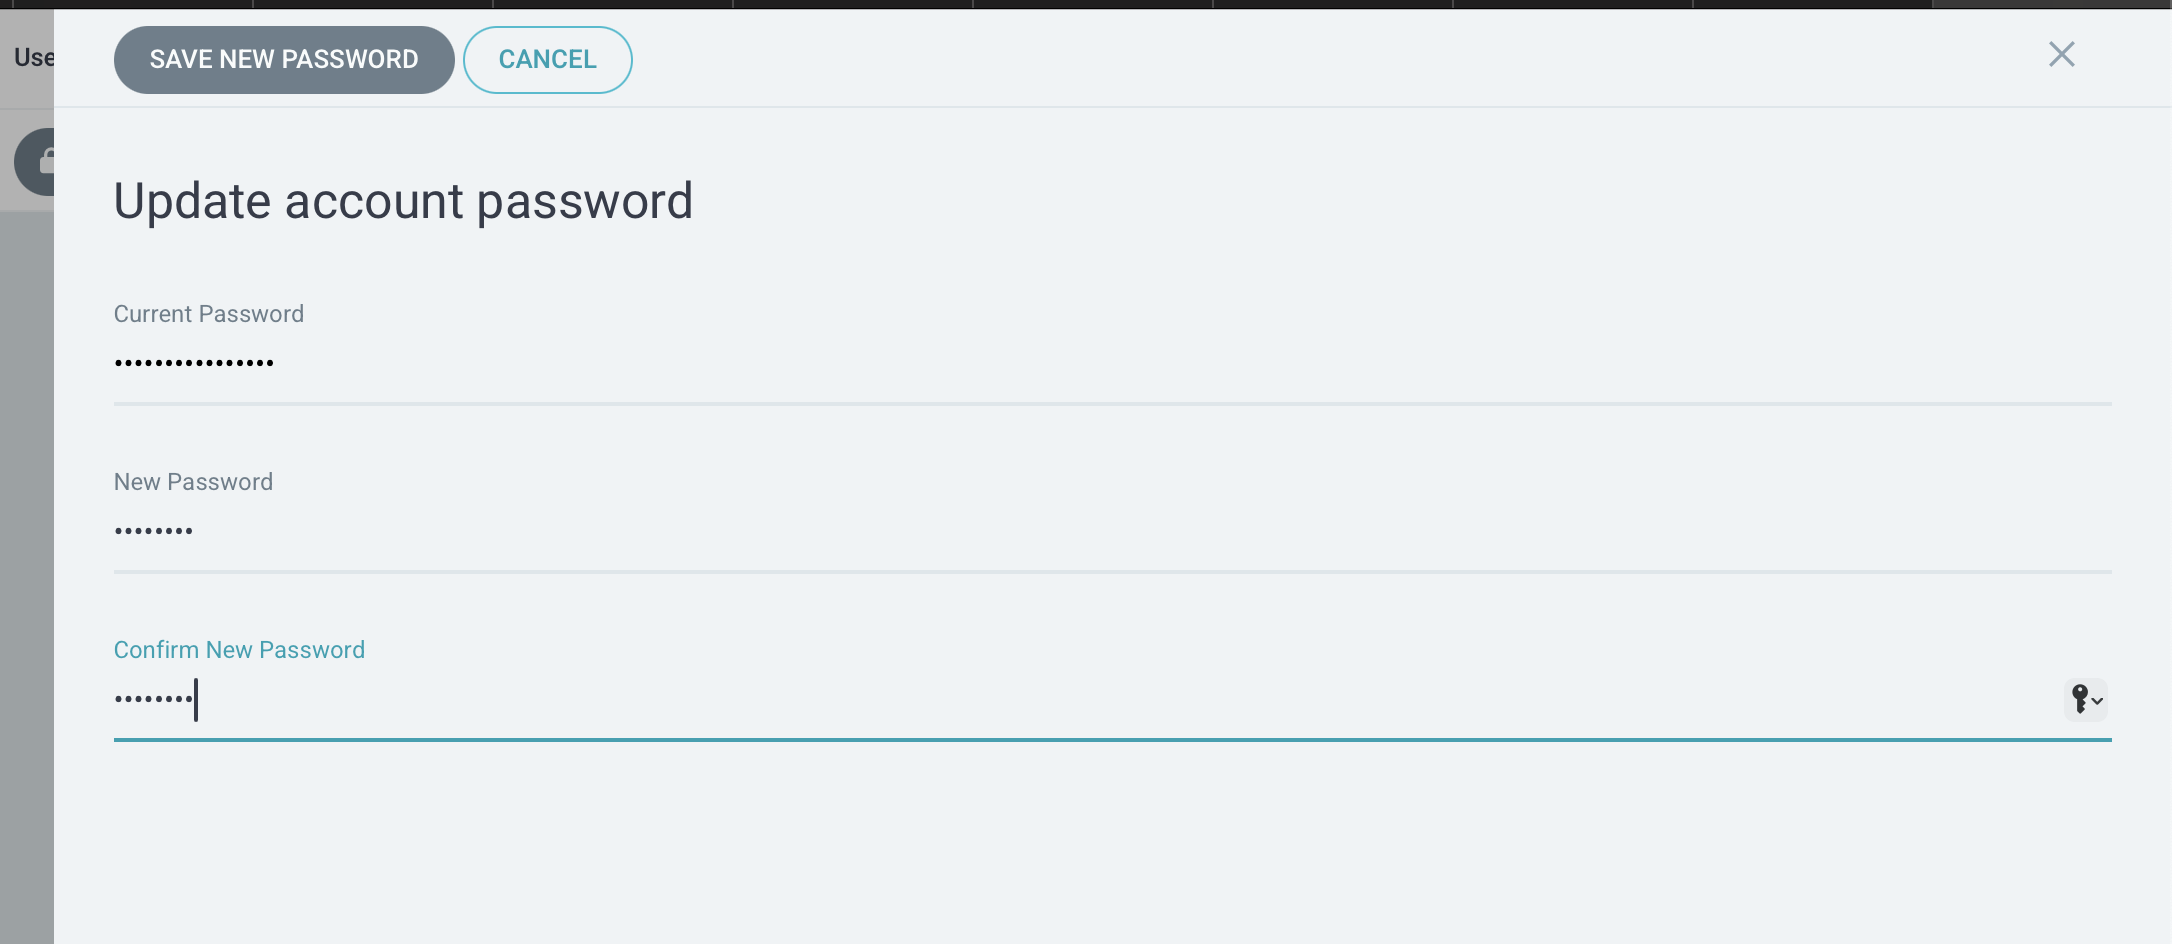 Use
SAVE NEW PASSWORD
CANCEL
Update account password
Current Password
••••••••••••••••
New Password
••••••••
Confirm New Password
••••••••